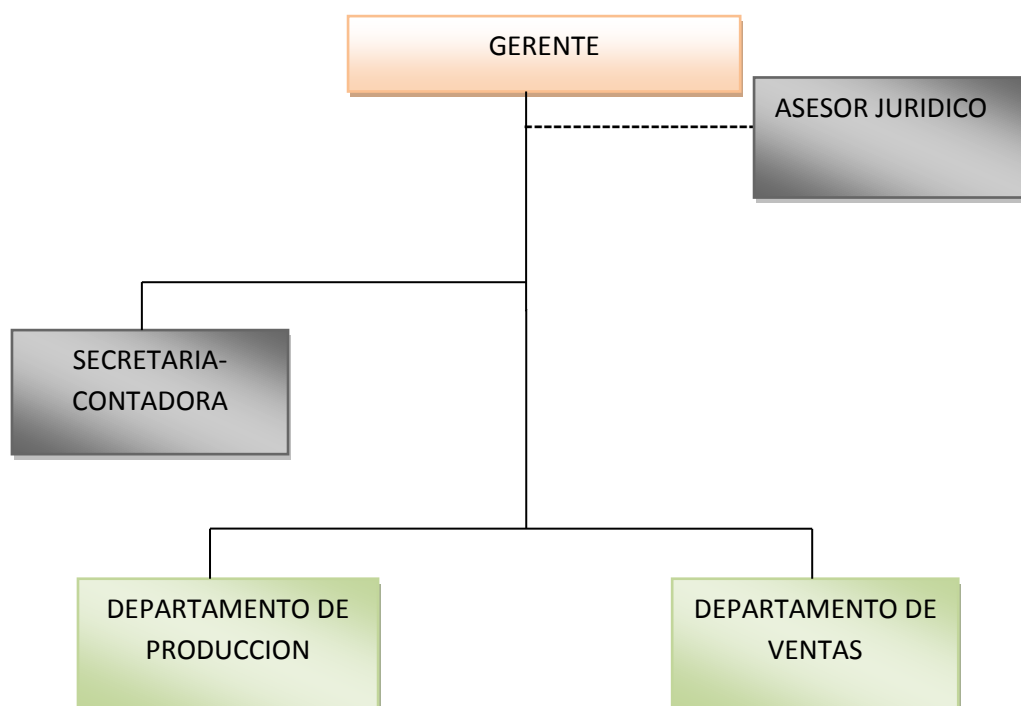 GERENTE
ASESOR JURIDICO
SECRETARIA-
CONTADORA
DEPARTAMENTO DE
PRODUCCION
DEPARTAMENTO DE
VENTAS